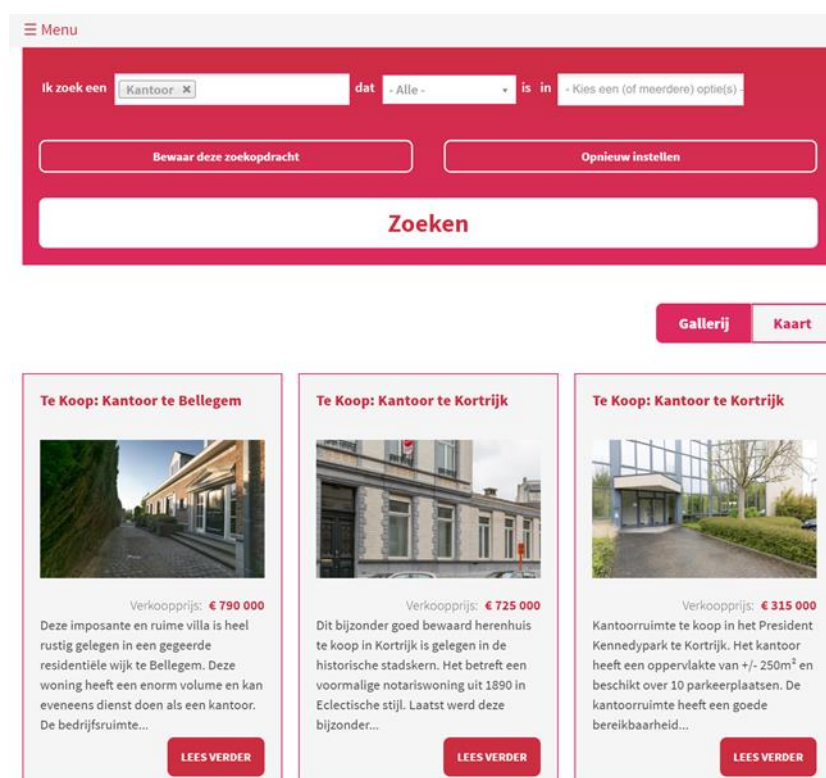 ☰ Menu
Ik zoek een Kantoor × dat - Alle - is in - Kies een (of meerdere) optie(s) -
Bewaar deze zoekopdracht Opnieuw instellen
Zoeken
Gallerij Kaart
Te Koop: Kantoor te Bellegem
Verkoopprijs: € 790 000
Deze imposante en ruime villa is heel
rustig gelegen in een gegeerde
residentiële wijk te Bellegem. Deze
woning heeft een enorm volume en kan
eveneens dienst doen als een kantoor.
De bedrijfsruimte...
LEES VERDER
Te Koop: Kantoor te Kortrijk
Verkoopprijs: € 725 000
Dit bijzonder goed bewaard herenhuis
te koop in Kortrijk is gelegen in de
historische stadskern. Het betreft een
voormalige notariswoning uit 1890 in
Eclectische stijl. Laatst werd deze
bijzonder...
LEES VERDER
Te Koop: Kantoor te Kortrijk
Verkoopprijs: € 315 000
Kantoorruimte te koop in het President
Kennedypark te Kortrijk. Het kantoor
heeft een oppervlakte van +/- 250m² en
beschikt over 10 parkeerplaatsen. De
kantoorruimte heeft een goede
bereikbaarheid...
LEES VERDER